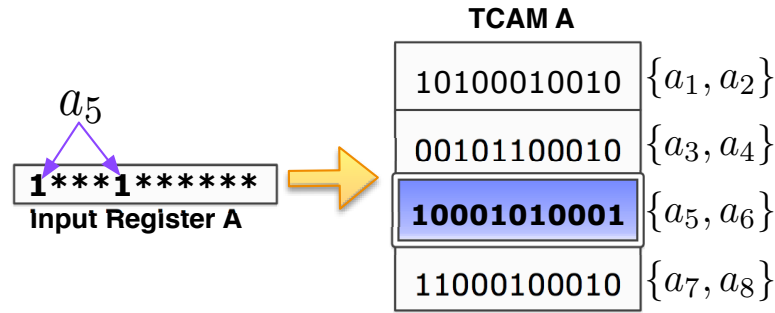 TCAM A
10100010010 {a₁, a₂}
a₅
00101100010 {a₃, a₄}
1***1******
10001010001 {a₅, a₆}
Input Register A
11000100010 {a₇, a₈}